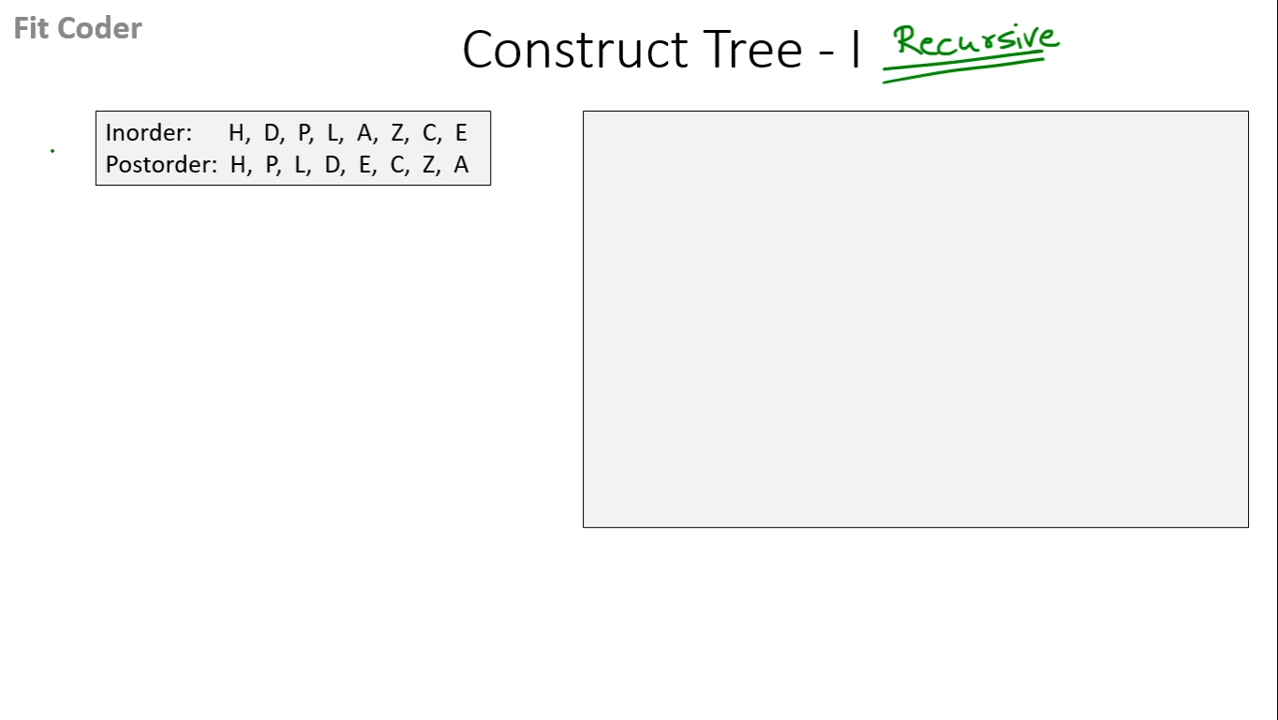 Fit Coder
Construct Tree - I Recursive
Inorder: H, D, P, L, A, Z, C, E
Postorder: H, P, L, D, E, C, Z, A